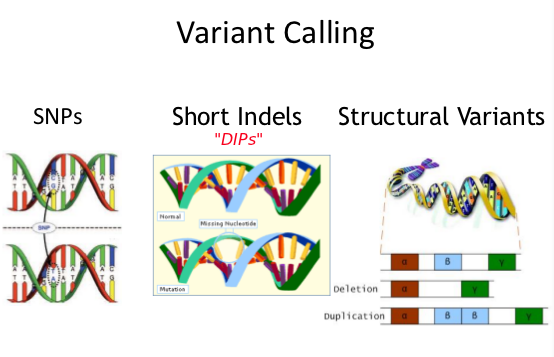 Variant Calling
SNPs
Short Indels
"DIPs"
Structural Variants
SNP
Normal
Missing Nucleotide
Mutation
α β γ
Deletion α γ
Duplication α β β γ